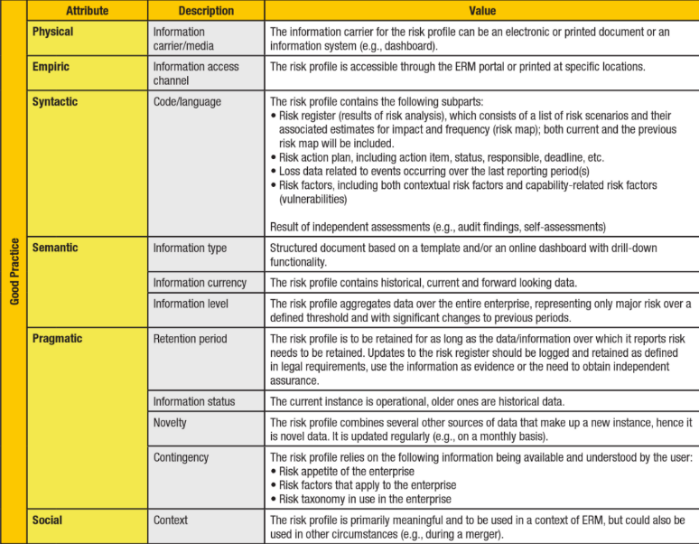 Attribute Description Value
Good Practice
Physical Information carrier/media The information carrier for the risk profile can be an electronic or printed document or an
information system (e.g., dashboard).
Empiric Information access channel The risk profile is accessible through the ERM portal or printed at specific locations.
Syntactic Code/language The risk profile contains the following subparts:
• Risk register (results of risk analysis), which consists of a list of risk scenarios and their
associated estimates for impact and frequency (risk map); both current and the previous
risk map will be included.
• Risk action plan, including action item, status, responsible, deadline, etc.
• Loss data related to events occurring over the last reporting period(s)
• Risk factors, including both contextual risk factors and capability-related risk factors
(vulnerabilities)
Result of independent assessments (e.g., audit findings, self-assessments)
Semantic Information type Structured document based on a template and/or an online dashboard with drill-down
functionality.
Information currency The risk profile contains historical, current and forward looking data.
Information level The risk profile aggregates data over the entire enterprise, representing only major risk over a
defined threshold and with significant changes to previous periods.
Pragmatic Retention period The risk profile is to be retained for as long as the data/information over which it reports risk
needs to be retained. Updates to the risk register should be logged and retained as defined
in legal requirements, use the information as evidence or the need to obtain independent
assurance.
Information status The current instance is operational, older ones are historical data.
Novelty The risk profile combines several other sources of data that make up a new instance, hence it
is novel data. It is updated regularly (e.g., on a monthly basis).
Contingency The risk profile relies on the following information being available and understood by the user:
• Risk appetite of the enterprise
• Risk factors that apply to the enterprise
• Risk taxonomy in use in the enterprise
Social Context The risk profile is primarily meaningful and to be used in a context of ERM, but could also be
used in other circumstances (e.g., during a merger).